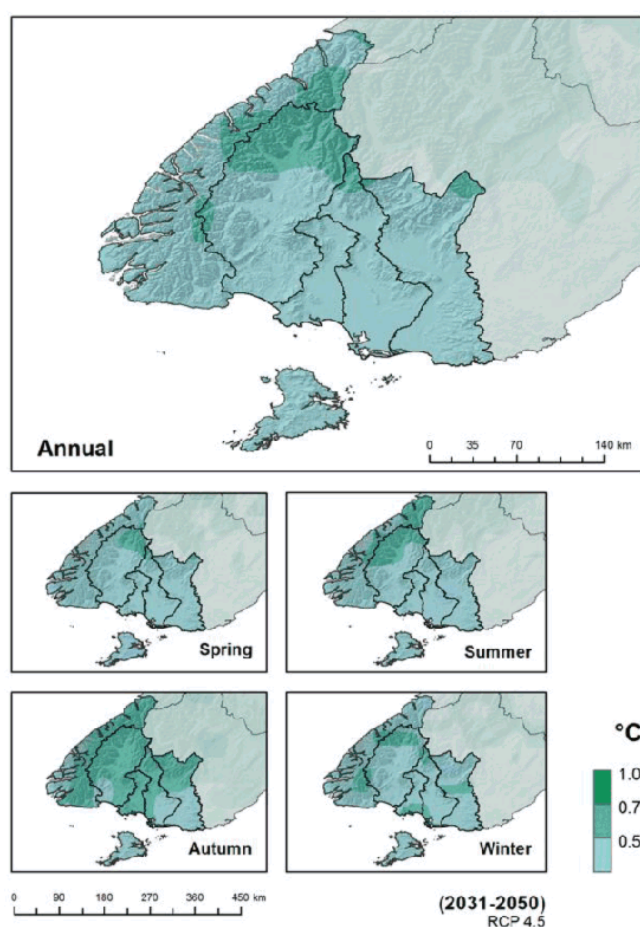 Annual
0 35 70 140 km
Spring
Summer
°C
1.0
0.7
0.5
Autumn
Winter
0 90 180 270 360 450 km
(2031-2050)
RCP 4.5